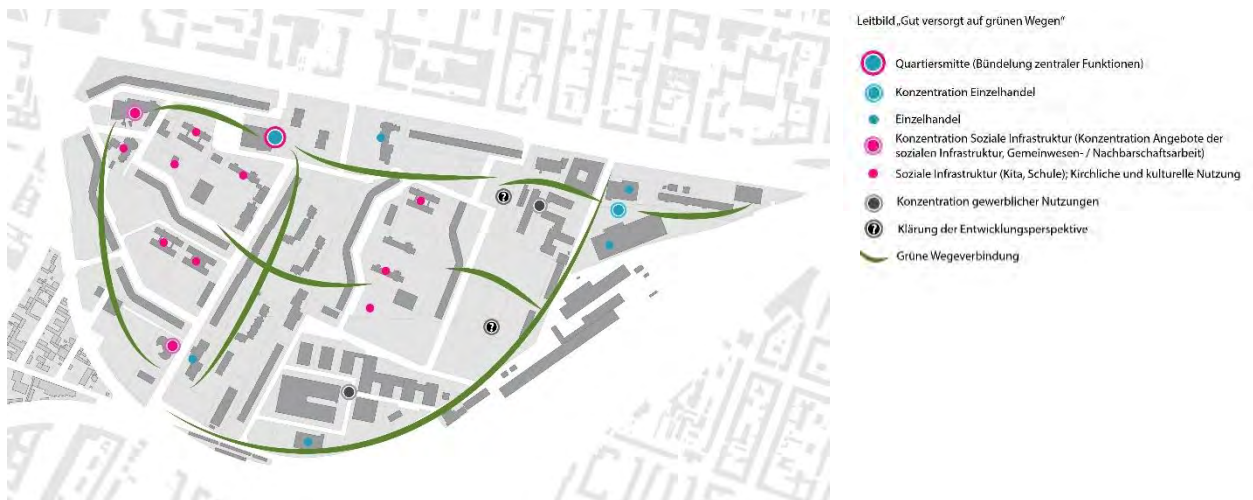 Leitbild „Gut versorgt auf grünen Wegen“
Quartiersmitte (Bündelung zentraler Funktionen)
Konzentration Einzelhandel
Einzelhandel
Konzentration Soziale Infrastruktur (Konzentration Angebote der
sozialen Infrastruktur, Gemeinwesen- / Nachbarschaftsarbeit)
Soziale Infrastruktur (Kita, Schule); Kirchliche und kulturelle Nutzung
Konzentration gewerblicher Nutzungen
? Klärung der Entwicklungsperspektive
Grüne Wegeverbindung
?
?